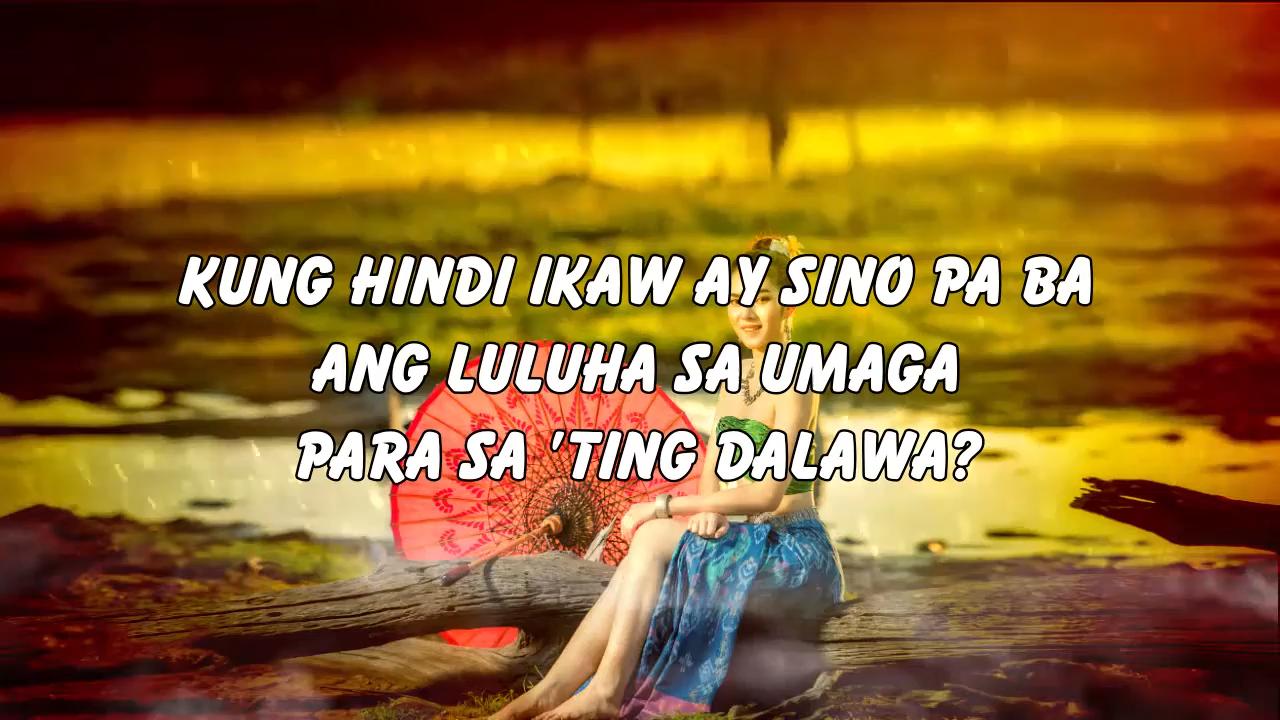 KUNG HINDI IKAW AY SINO PA BA
ANG LULUHA SA UMAGA
PARA SA 'TING DALAWA?